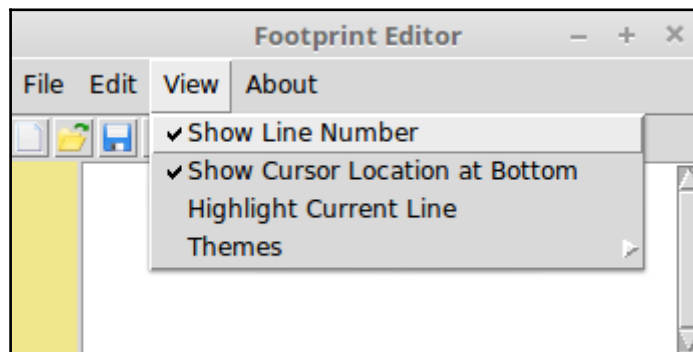 Footprint Editor
File Edit View About
Show Line Number
Show Cursor Location at Bottom
Highlight Current Line
Themes